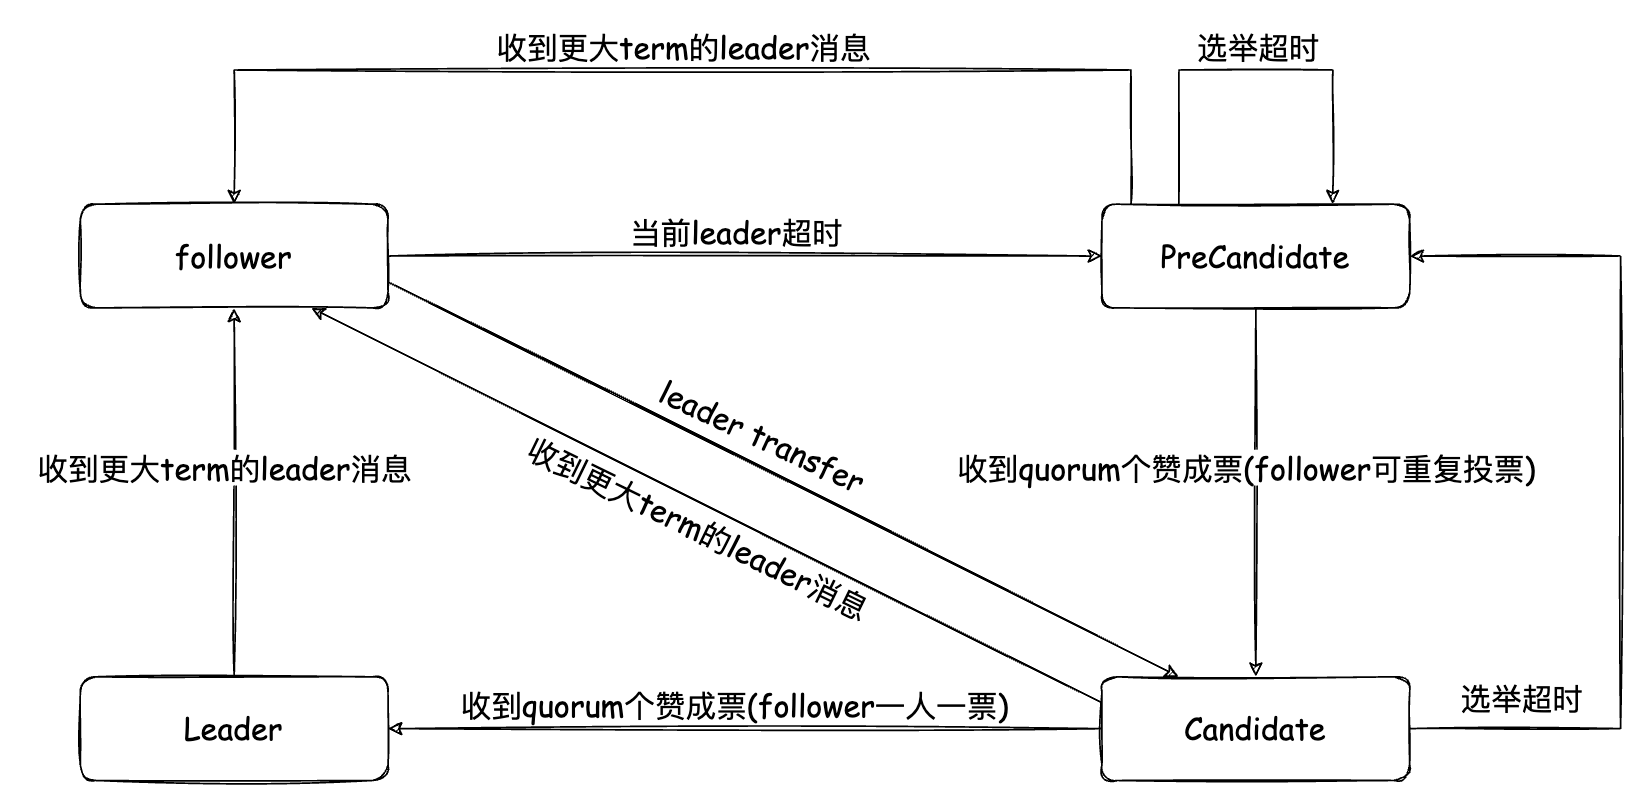 收到更大term的leader消息
选举超时
当前leader超时
follower
PreCandidate
leader transfer
收到更大term的leader消息
收到更大term的leader消息
收到quorum个赞成票(follower可重复投票)
收到quorum个赞成票(follower一人一票)
选举超时
Leader
Candidate